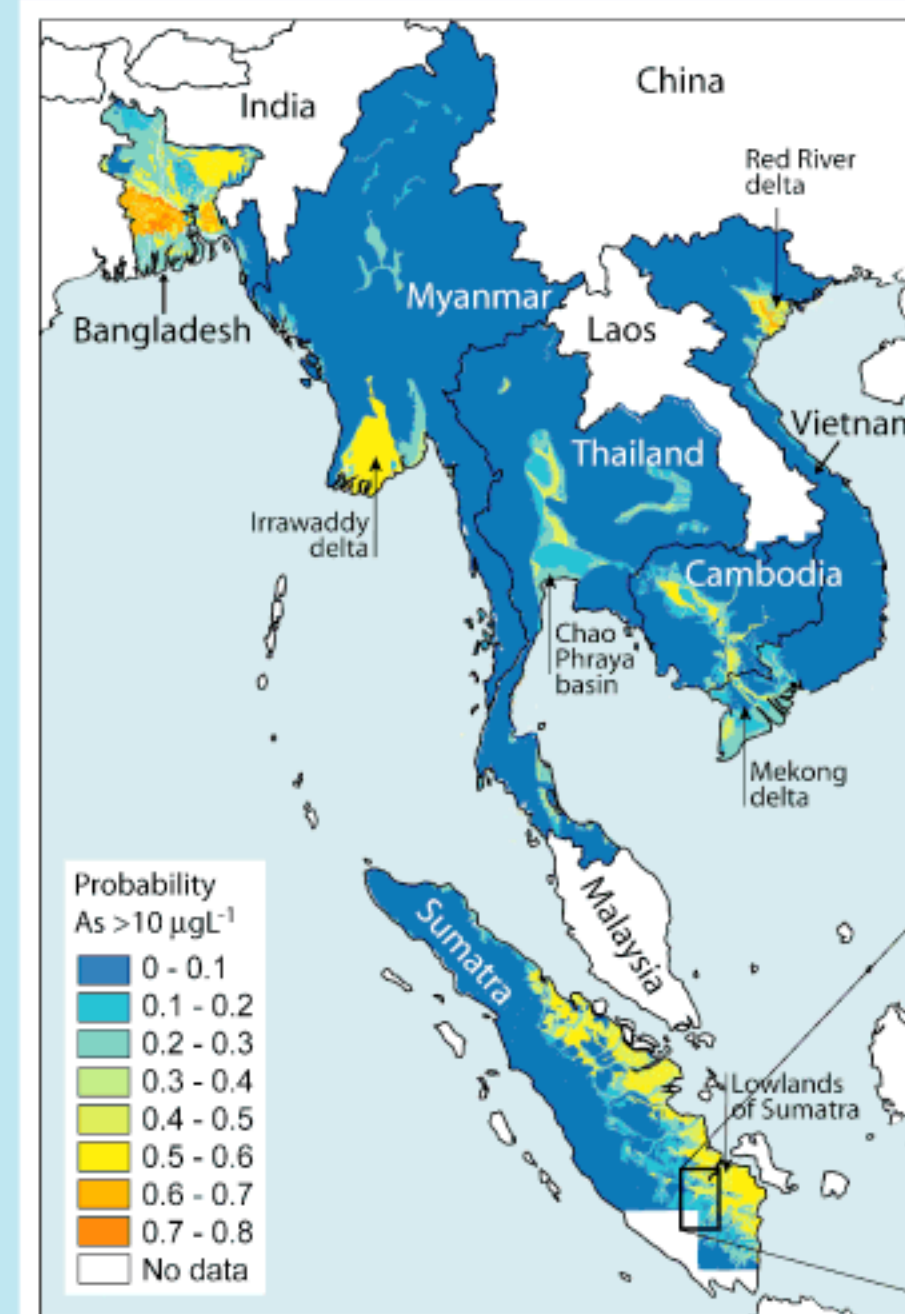 India
China
Red River
delta
Myanmar
Laos
Bangladesh
Vietnan
Thailand
Irrawaddy
delta
Cambodia
Chao
Phraya
basin
Mekong
delta
Probability
As >10 µgL⁻¹
0 - 0.1
0.1 - 0.2
0.2 - 0.3
0.3 - 0.4
0.4 - 0.5
0.5 - 0.6
0.6 - 0.7
0.7 - 0.8
No data
Sumatra
Malaysia
Lowlands
of Sumatra